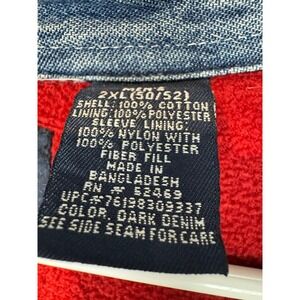 2XL(50/52)
SHELL: 100% COTTON
LINING: 100% POLYESTER
SLEEVE LINING:
100% NYLON WITH
100% POLYESTER
FIBER FILL
MADE IN
BANGLADESH
RN # 52469
UPC#76198309337
COLOR: DARK DENIM
SEE SIDE SEAM FOR CARE